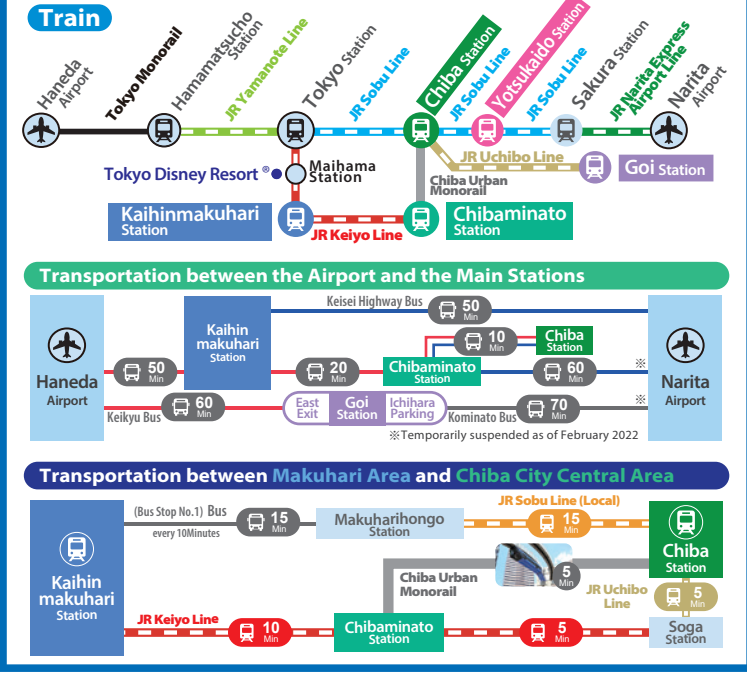 Train
Haneda
Airport
Tokyo Monorail
Hamamatsucho
Station
JR Yamanote Line
Tokyo Station
JR Sobu Line
Chiba Station
JR Sobu Line
Yotsukaido Station
JR Sobu Line
Sakura Station
JR Narita Express
Airport Line
Narita
Airport
JR Uchibo Line
Goi Station
Tokyo Disney Resort ®
Maihama
Station
Chiba Urban
Monorail
Kaihinmakuhari
Station
JR Keiyo Line
Chibaminato
Station
Transportation between the Airport and the Main Stations
Keisei Highway Bus
50
Min
Haneda
Airport
Kaihin
makuhari
Station
10
Min
Chiba
Station
Narita
Airport
50
Min
20
Min
Chibaminato
Station
60
Min
※
Keikyu Bus
60
Min
East
Exit
Goi
Station
Ichihara
Parking
Kominato Bus
70
Min
※
※Temporarily suspended as of February 2022
Transportation between Makuhari Area and Chiba City Central Area
Kaihin
makuhari
Station
(Bus Stop No.1) Bus
every 10Minutes
15
Min
Makuharihongo
Station
JR Sobu Line (Local)
15
Min
Chiba
Station
Chiba Urban
Monorail
5
Min
JR Uchibo
Line
5
Min
JR Keiyo Line
10
Min
Chibaminato
Station
5
Min
Soga
Station